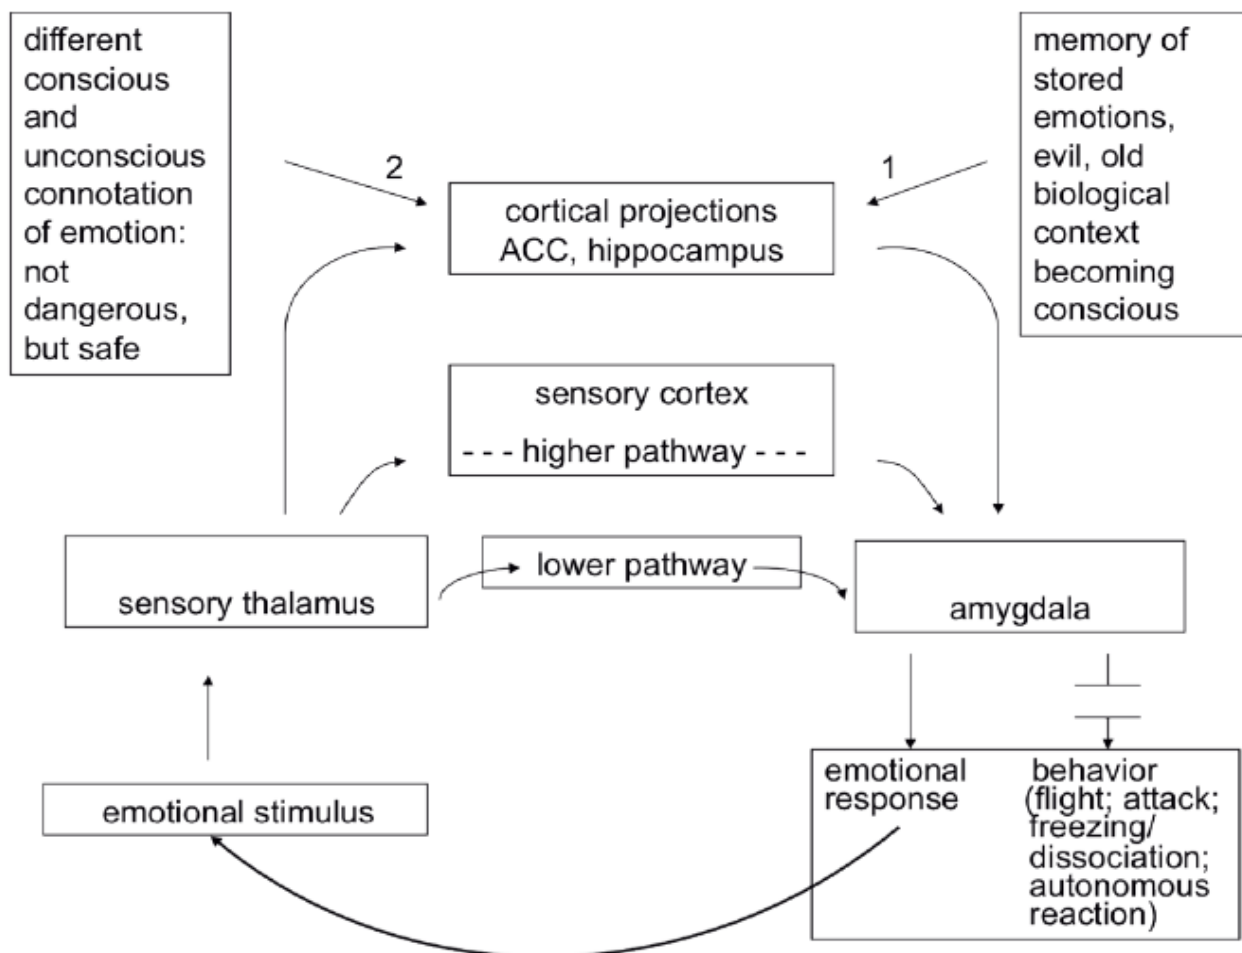 different
conscious
and
unconscious
connotation
of emotion:
not
dangerous,
but safe
2
1
memory of
stored
emotions,
evil, old
biological
context
becoming
conscious
cortical projections
ACC, hippocampus
sensory cortex
- - - higher pathway - - -
lower pathway
sensory thalamus
amygdala
emotional stimulus
emotional
response
behavior
(flight; attack;
freezing/
dissociation;
autonomous
reaction)